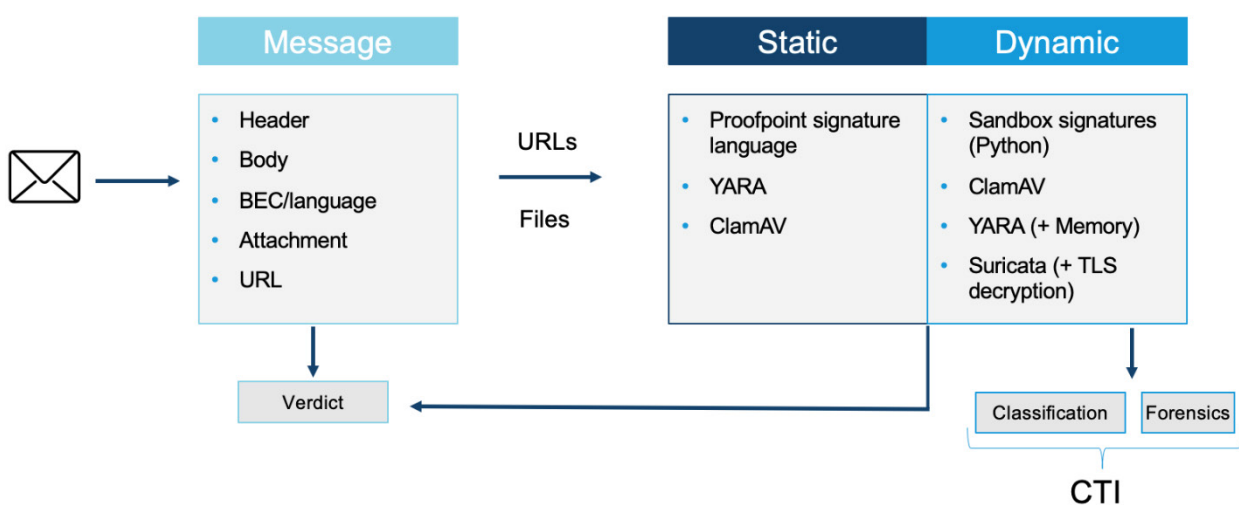 Message
Static
Dynamic
• Header
• Body
• BEC/language
• Attachment
• URL
URLs
Files
• Proofpoint signature
language
• YARA
• ClamAV
• Sandbox signatures
(Python)
• ClamAV
• YARA (+ Memory)
• Suricata (+ TLS
decryption)
Verdict
Classification
Forensics
CTI